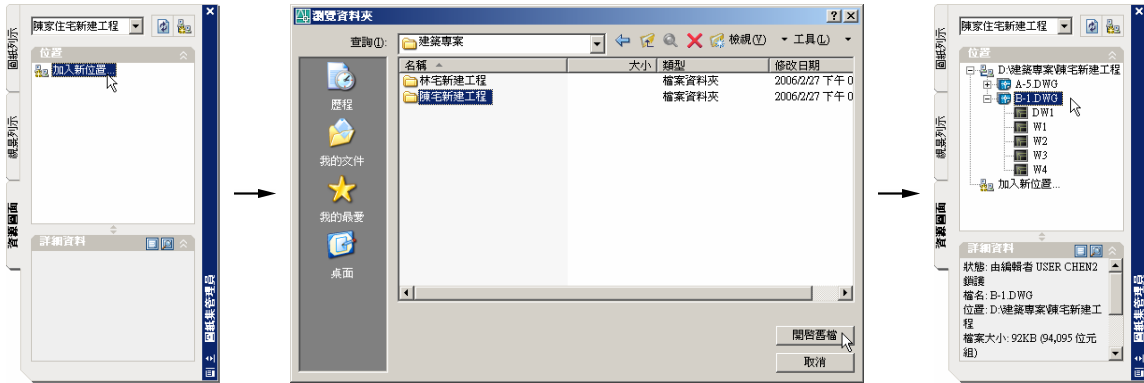 陳家住宅新建工程
位置
加入新位置...
圖紙列示
視景列示
資源圖面
詳細資料
圖紙集管理員
瀏覽資料夾
查詢(I):
建築專案
檢視(V)
工具(L)
名稱
大小
類型
修改日期
林宅新建工程
檔案資料夾
2006/2/27 下午 0
陳宅新建工程
檔案資料夾
2006/2/27 下午 0
歷程
我的文件
我的最愛
桌面
開啓舊檔
取消
陳家住宅新建工程
位置
D:\建築專案\陳宅新建工程
A-5.DWG
B-1.DWG
DW1
W1
W2
W3
W4
加入新位置...
圖紙列示
視景列示
資源圖面
詳細資料
狀態: 由編輯者 USER CHEN2
鎖護
檔名: B-1.DWG
位置: D:\建築專案\陳宅新建工
程
檔案大小: 92KB (94,095 位元
組)
圖紙集管理員